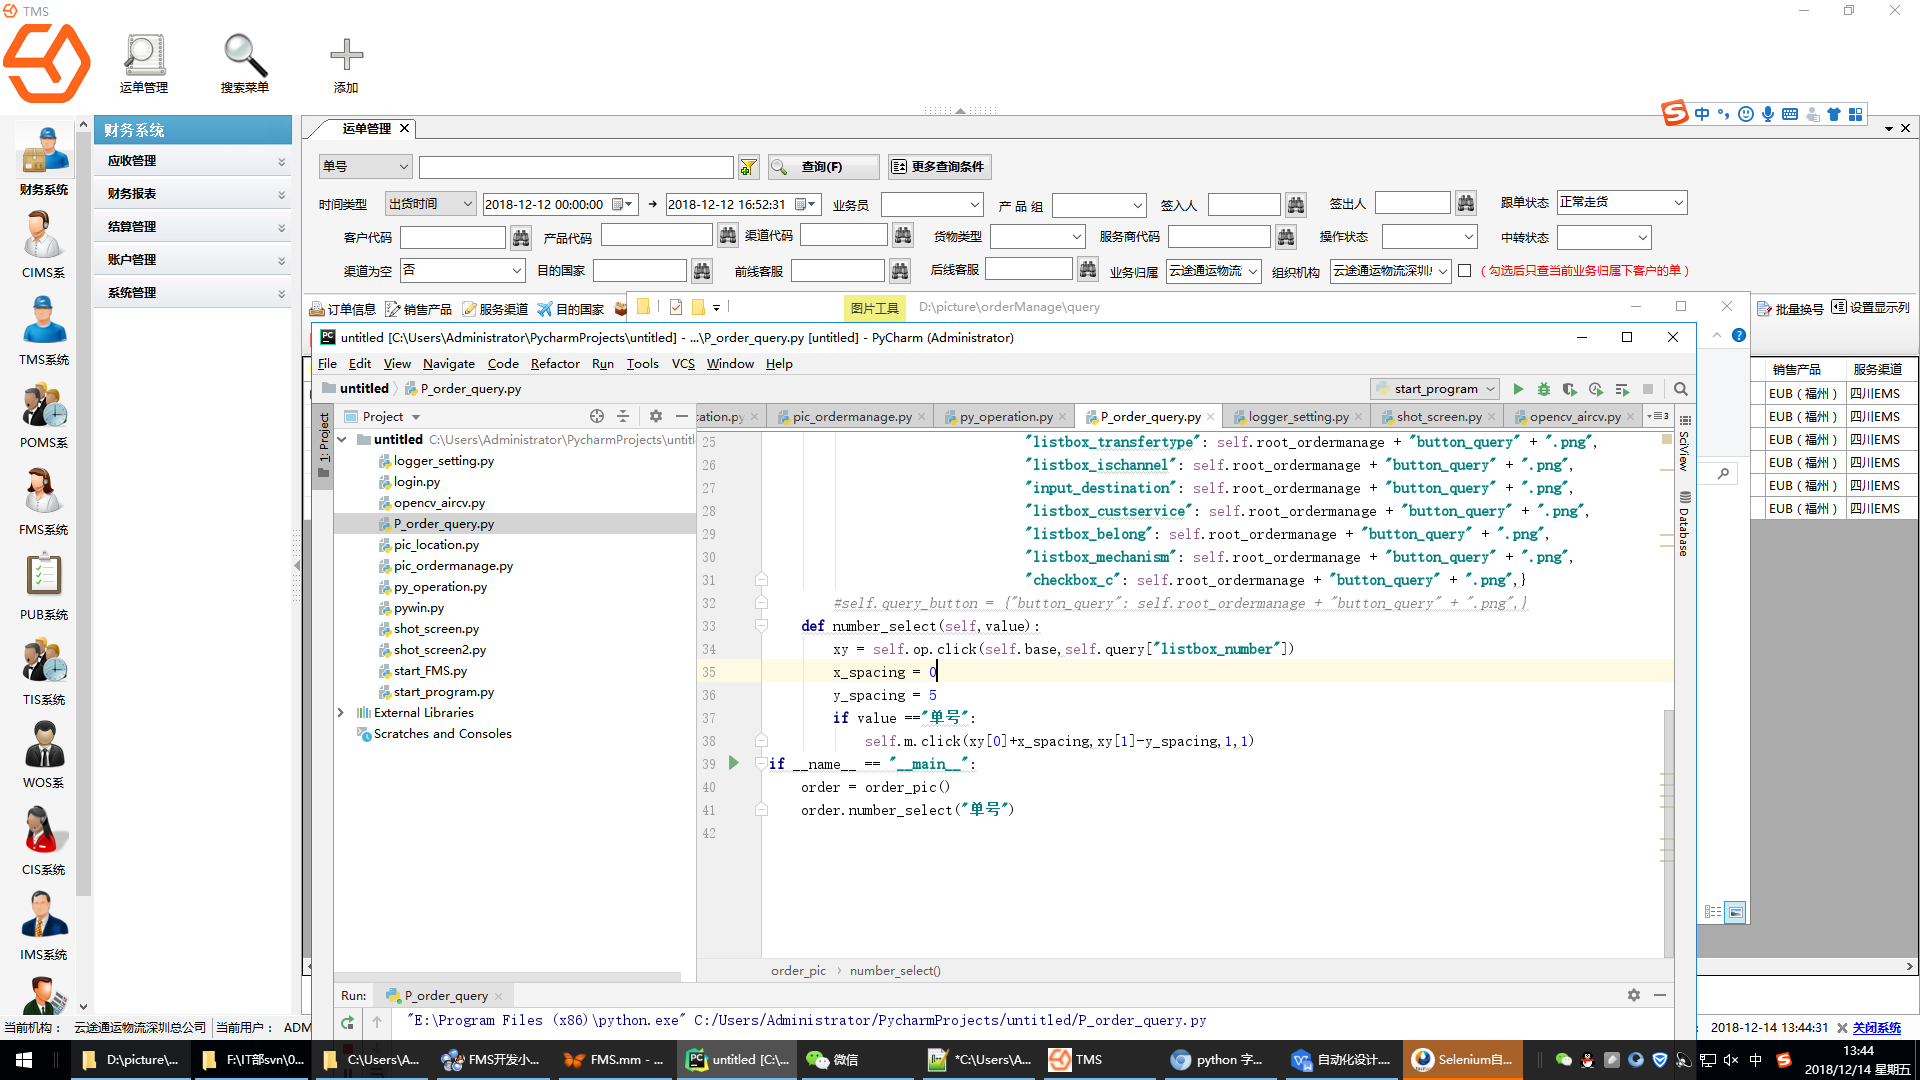 TMS
运单管理
搜索菜单
添加
财务系统
CIMS系
TMS系统
POMS系
FMS系统
PUB系统
TIS系统
WOS系
CIS系统
IMS系统
财务系统
应收管理
财务报表
结算管理
账户管理
系统管理
运单管理
中
单号
查询(F)
更多查询条件
时间类型 出货时间 2018-12-12 00:00:00 → 2018-12-12 16:52:31 业务员 产 品 组 签入人 签出人 跟单状态 正常走货
客户代码 产品代码 渠道代码 货物类型 服务商代码 操作状态 中转状态
渠道为空 否 目的国家 前线客服 后线客服 业务归属 云途通运物流 组织机构 云途通运物流深圳 ( 勾选后只查当前业务归属下客户的单 )
订单信息 销售产品 服务渠道 目的国家
图片工具 D:\picture\orderManage\query
批量换号 设置显示列
销售产品 服务渠道
EUB ( 福州 ) 四川EMS
EUB ( 福州 ) 四川EMS
EUB ( 福州 ) 四川EMS
EUB ( 福州 ) 四川EMS
EUB ( 福州 ) 四川EMS
EUB ( 福州 ) 四川EMS
untitled [C:\Users\Administrator\PycharmProjects\untitled] - ...\P_order_query.py [untitled] - PyCharm (Administrator)
File Edit View Navigate Code Refactor Run Tools VCS Window Help
untitled P_order_query.py
start_program
1: Project
Project
cation.py pic_ordermanage.py py_operation.py P_order_query.py logger_setting.py shot_screen.py opencv_aircv.py
SciView
Database
untitled C:\Users\Administrator\PycharmProjects\untitl
logger_setting.py
login.py
opencv_aircv.py
P_order_query.py
pic_location.py
pic_ordermanage.py
py_operation.py
pywin.py
shot_screen.py
shot_screen2.py
start_FMS.py
start_program.py
External Libraries
Scratches and Consoles
25 "listbox_transfertype": self.root_ordermanage + "button_query" + ".png",
26 "listbox_ischannel": self.root_ordermanage + "button_query" + ".png",
27 "input_destination": self.root_ordermanage + "button_query" + ".png",
28 "listbox_custservice": self.root_ordermanage + "button_query" + ".png",
29 "listbox_belong": self.root_ordermanage + "button_query" + ".png",
30 "listbox_mechanism": self.root_ordermanage + "button_query" + ".png",
31 "checkbox_c": self.root_ordermanage + "button_query" + ".png",}
32 #self.query_button = {"button_query": self.root_ordermanage + "button_query" + ".png",}
33 def number_select(self,value):
34 xy = self.op.click(self.base,self.query["listbox_number"])
35 x_spacing = 0
36 y_spacing = 5
37 if value =="单号":
38 self.m.click(xy[0]+x_spacing,xy[1]-y_spacing,1,1)
39 if __name__ == "__main__":
40 order = order_pic()
41 order.number_select("单号")
42
order_pic › number_select()
Run: P_order_query
"E:\Program Files (x86)\python.exe" C:/Users/Administrator/PycharmProjects/untitled/P_order_query.py
当前机构： 云途通运物流深圳总公司 当前用户： ADM
2018-12-14 13:44:31 关闭系统
D:\picture\... F:\IT部svn\0... C:\Users\A... FMS开发小... FMS.mm - ... untitled [C:\... 微信 *C:\Users\A... TMS python 字... 自动化设计.... Selenium自...
中
13:44
2018/12/14 星期五